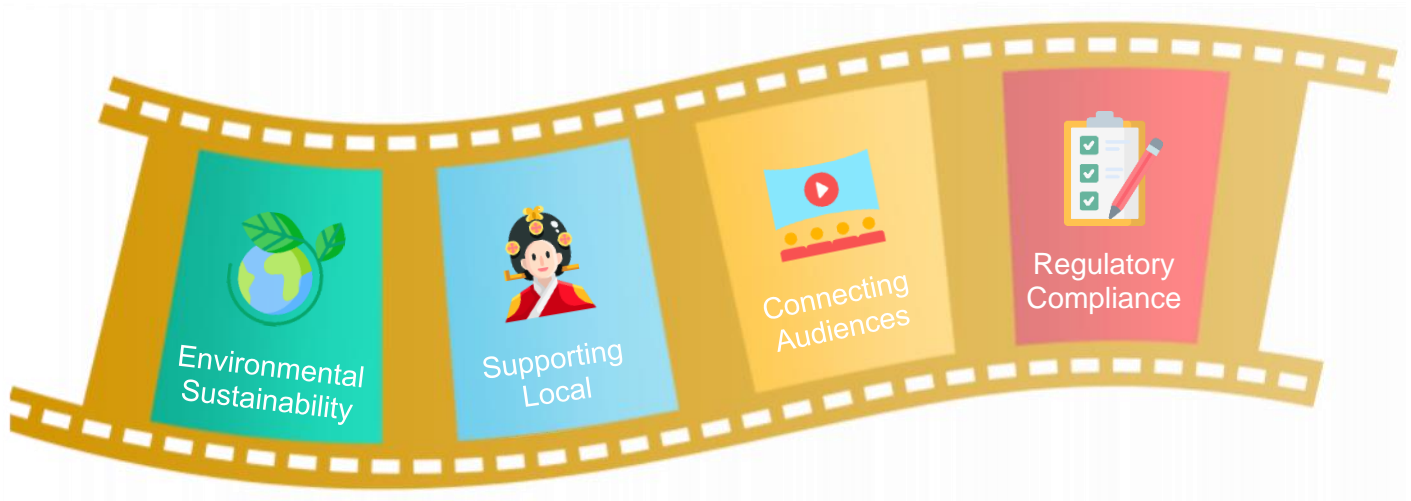 Environmental
Sustainability
Supporting
Local
Connecting
Audiences
Regulatory
Compliance